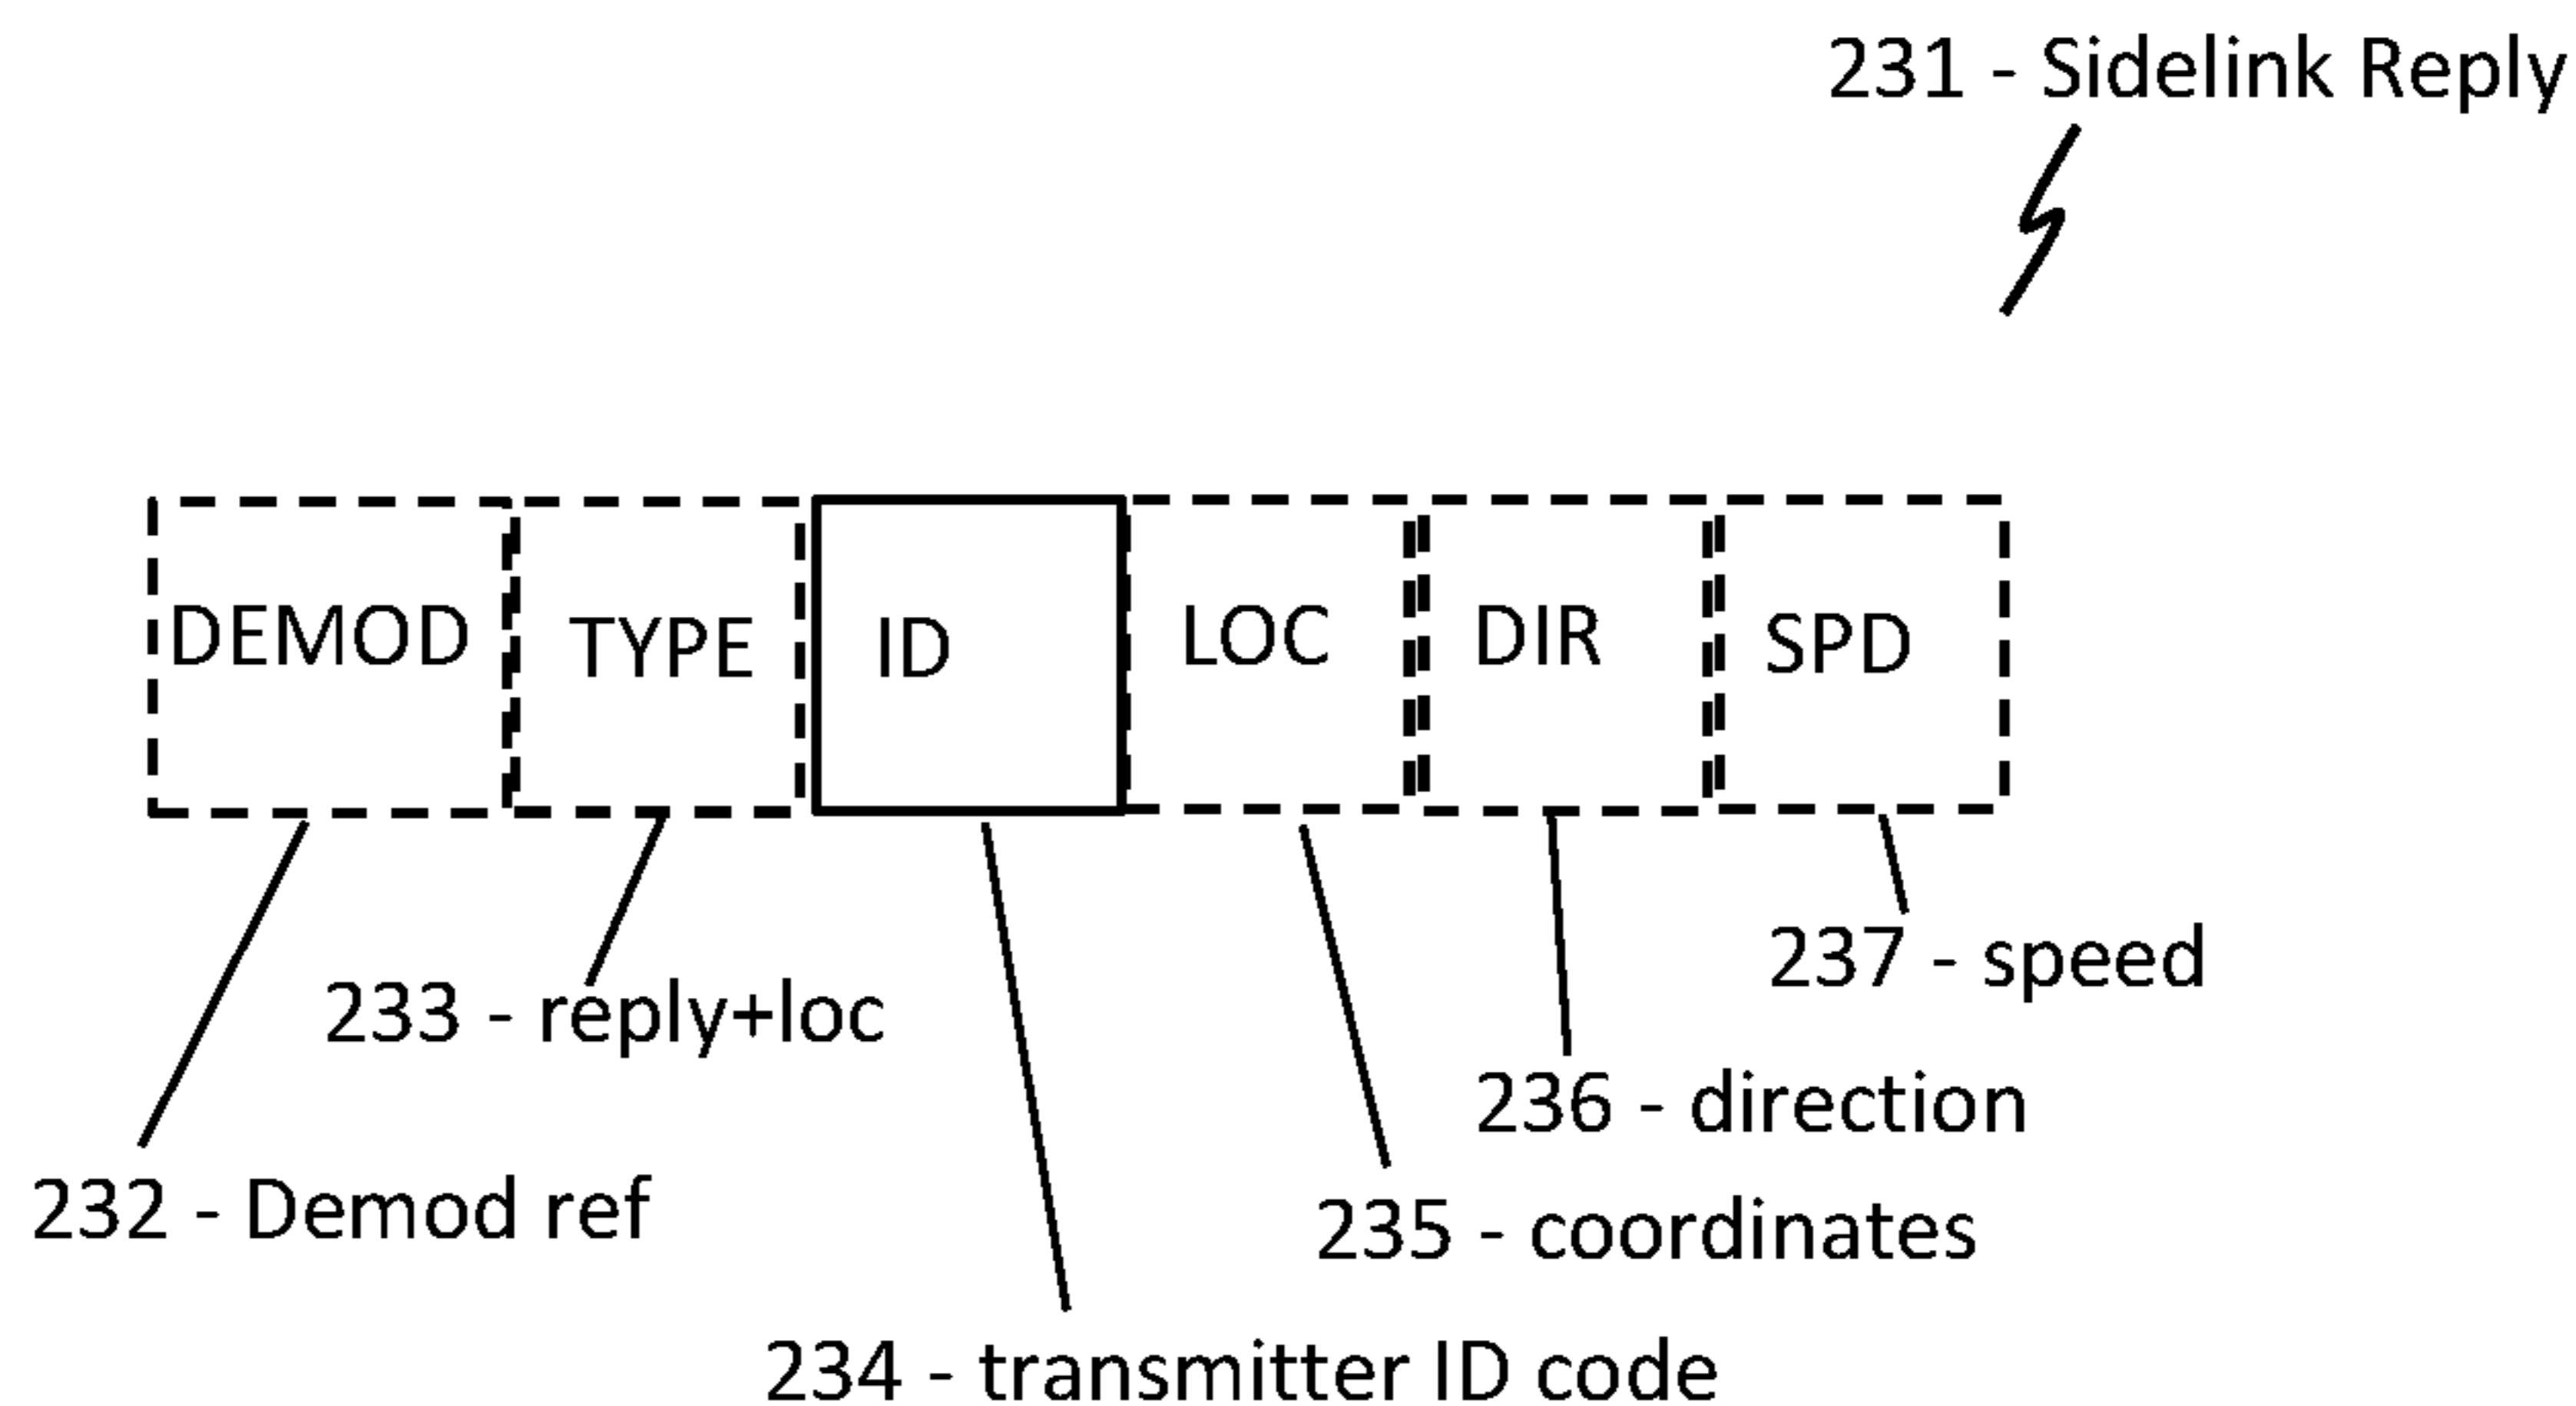 231 - Sidelink Reply
DEMOD
TYPE
ID
LOC
DIR
SPD
237 - speed
233 - reply+loc
236 - direction
232 - Demod ref
235 - coordinates
234 - transmitter ID code